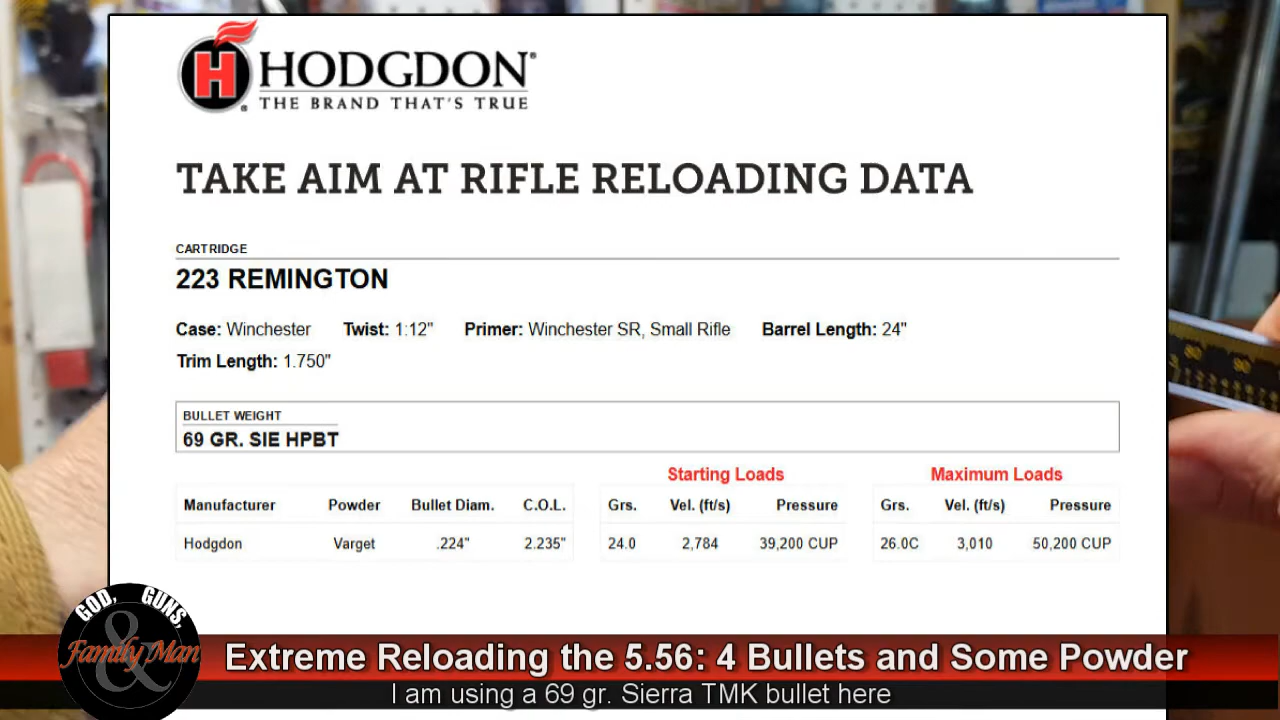 HODGDON®
THE BRAND THAT'S TRUE
TAKE AIM AT RIFLE RELOADING DATA
CARTRIDGE
223 REMINGTON
Case: Winchester Twist: 1:12" Primer: Winchester SR, Small Rifle Barrel Length: 24"
Trim Length: 1.750"
BULLET WEIGHT
69 GR. SIE HPBT
Starting Loads Maximum Loads
Manufacturer Powder Bullet Diam. C.O.L. Grs. Vel. (ft/s) Pressure Grs. Vel. (ft/s) Pressure
Hodgdon Varget .224" 2.235" 24.0 2,784 39,200 CUP 26.0C 3,010 50,200 CUP
GOD, GUNS,
&
Family Man
Extreme Reloading the 5.56: 4 Bullets and Some Powder
I am using a 69 gr. Sierra TMK bullet here